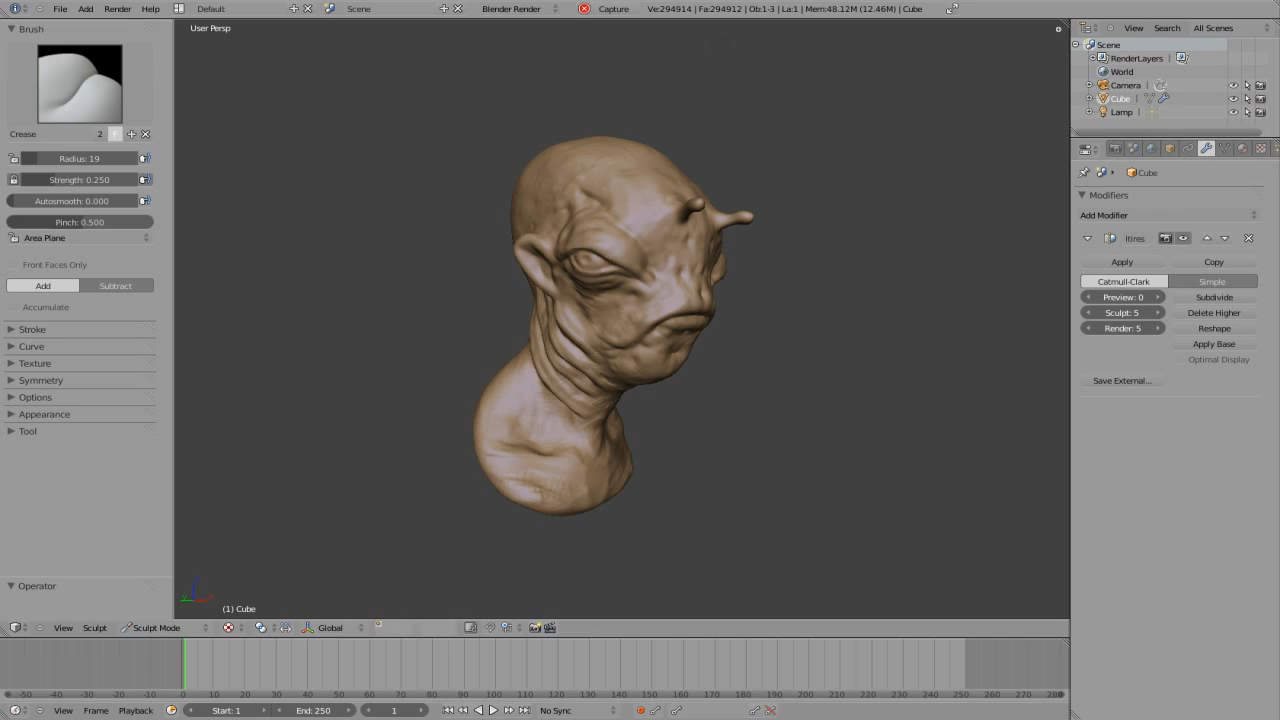 File Add Render Help Default Scene Blender Render Capture Ve:294914 | Fa:294912 | Ob:1-3 | La:1 | Mem:48.12M (12.46M) | Cube
Brush
Crease 2 F
Radius: 19
Strength: 0.250
Autosmooth: 0.000
Pinch: 0.500
Area Plane
Front Faces Only
Add Subtract
Accumulate
Stroke
Curve
Texture
Symmetry
Options
Appearance
Tool
Operator
User Persp
(1) Cube
View Sculpt Sculpt Mode Global
View Search All Scenes
Scene
RenderLayers
World
Camera
Cube
Lamp
Cube
Modifiers
Add Modifier
ltires
Apply Copy
Catmull-Clark Simple
Preview: 0 Subdivide
Sculpt: 5 Delete Higher
Render: 5 Reshape
Apply Base
Optimal Display
Save External...
-50 -40 -30 -20 -10 0 10 20 30 40 50 60 70 80 90 100 110 120 130 140 150 160 170 180 190 200 210 220 230 240 250 260 270 280
View Frame Playback Start: 1 End: 250 1 No Sync